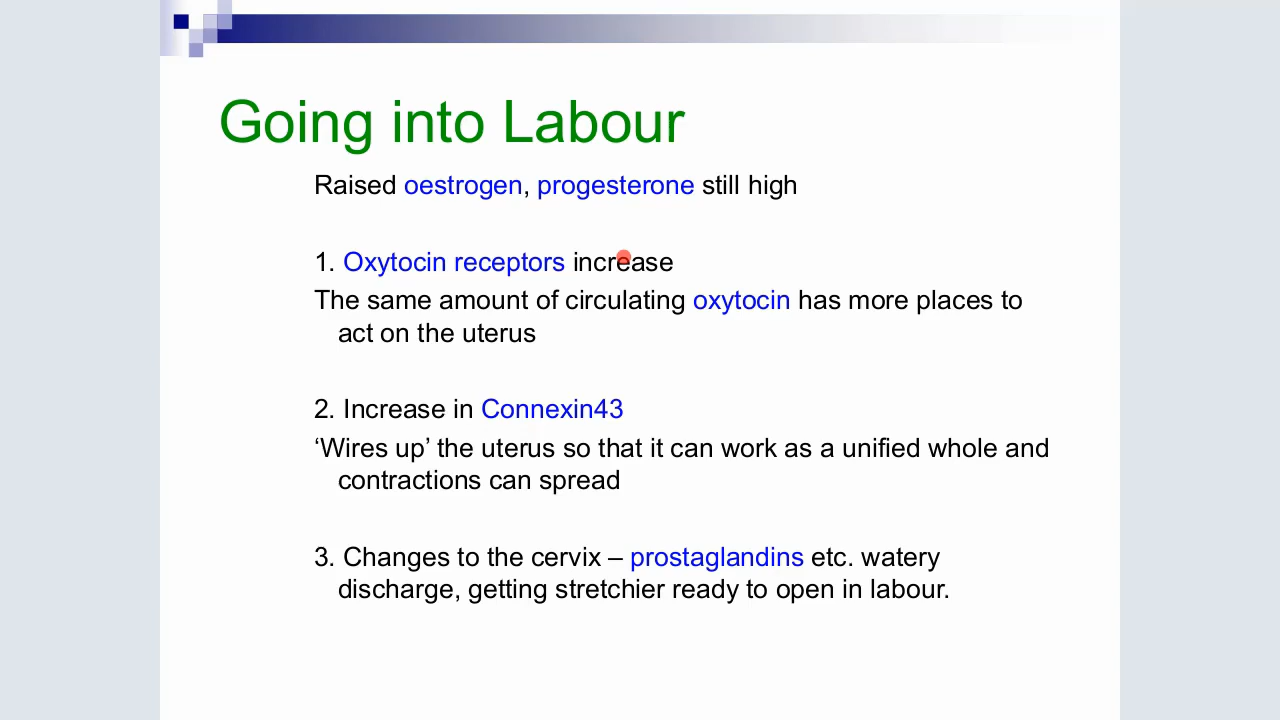 Going into Labour
Raised oestrogen, progesterone still high
1. Oxytocin receptors increase
The same amount of circulating oxytocin has more places to
act on the uterus
2. Increase in Connexin43
‘Wires up’ the uterus so that it can work as a unified whole and
contractions can spread
3. Changes to the cervix – prostaglandins etc. watery
discharge, getting stretchier ready to open in labour.